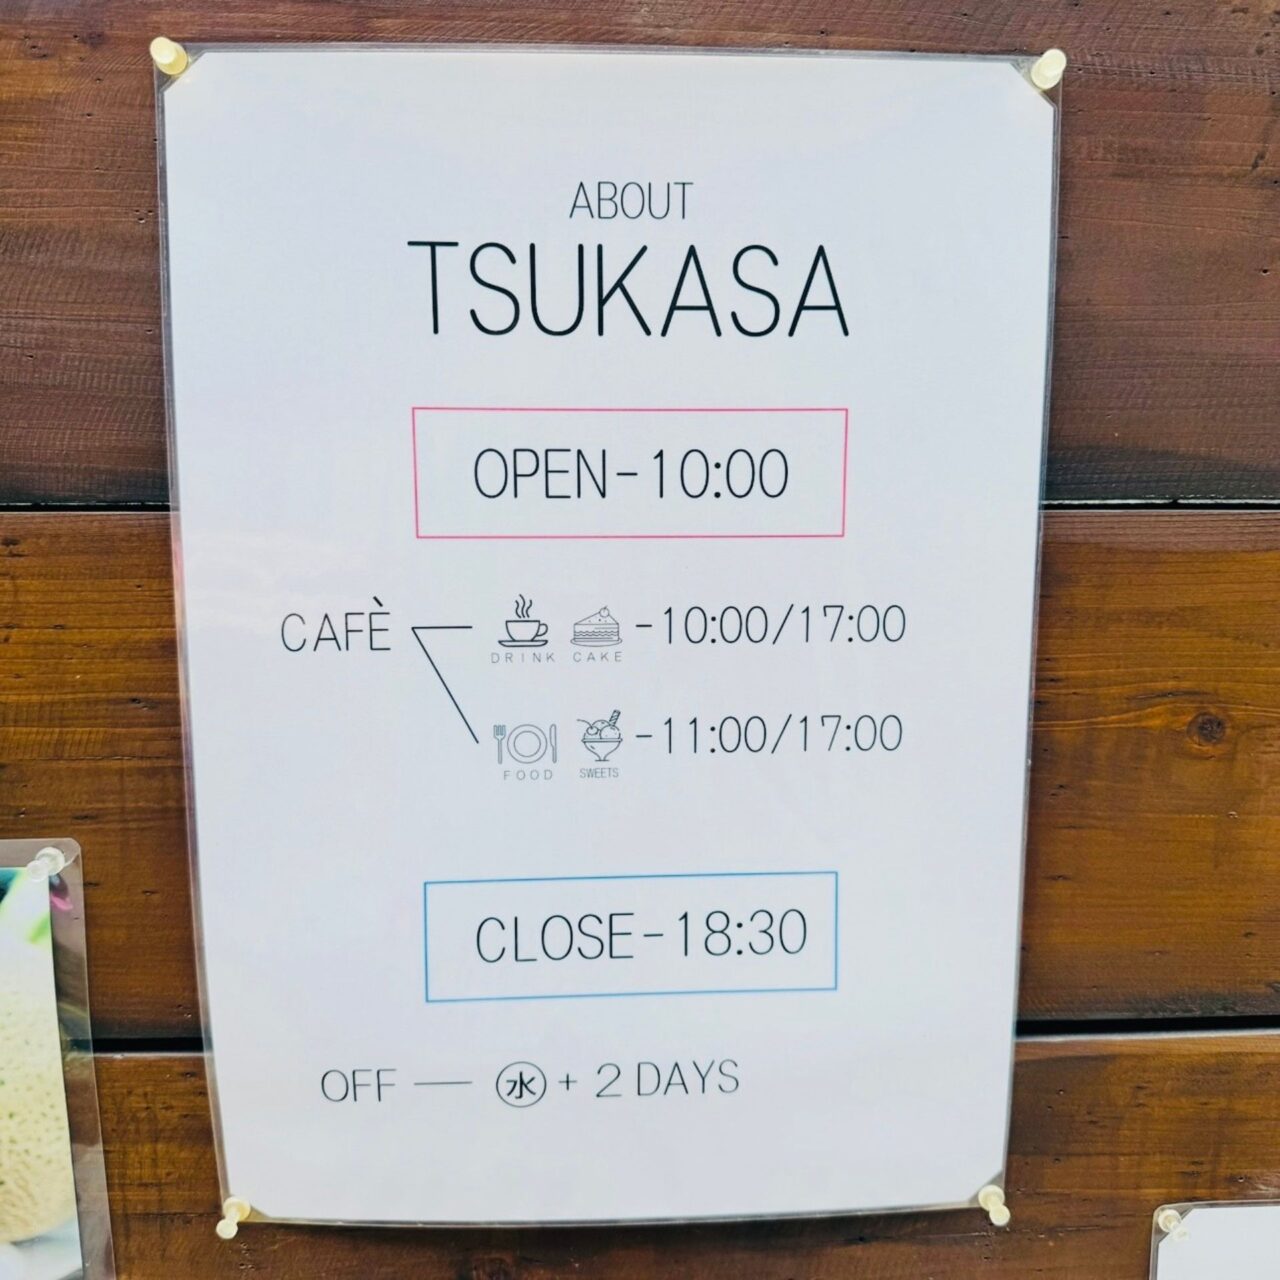 ABOUT
TSUKASA
OPEN-10:00
CAFÈ
DRINK CAKE -10:00/17:00
FOOD SWEETS -11:00/17:00
CLOSE-18:30
OFF — ㊌ + 2 DAYS